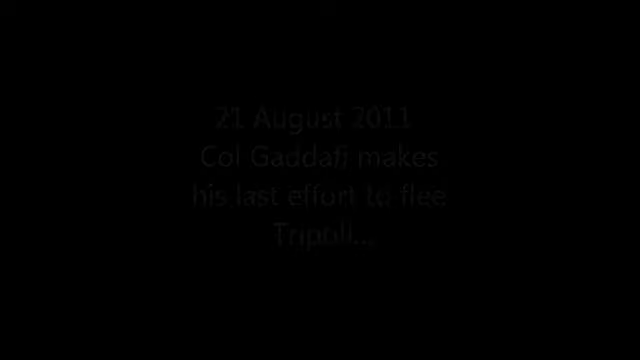 21 August 2011
Col Gaddafi makes
his last effort to flee
Tripoli...